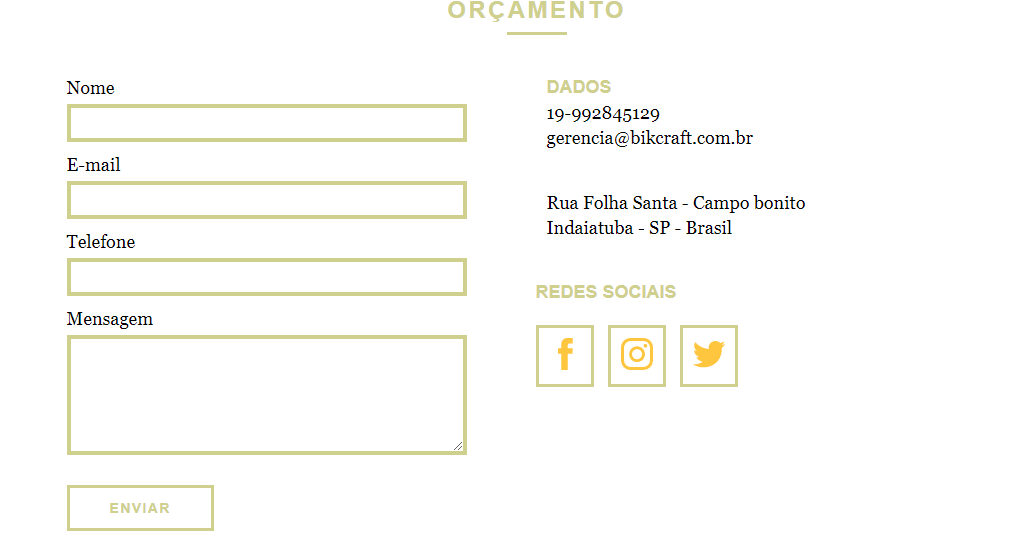 ORÇAMENTO
Nome
E-mail
Telefone
Mensagem
ENVIAR
DADOS
19-992845129
gerencia@bikcraft.com.br
Rua Folha Santa - Campo bonito
Indaiatuba - SP - Brasil
REDES SOCIAIS